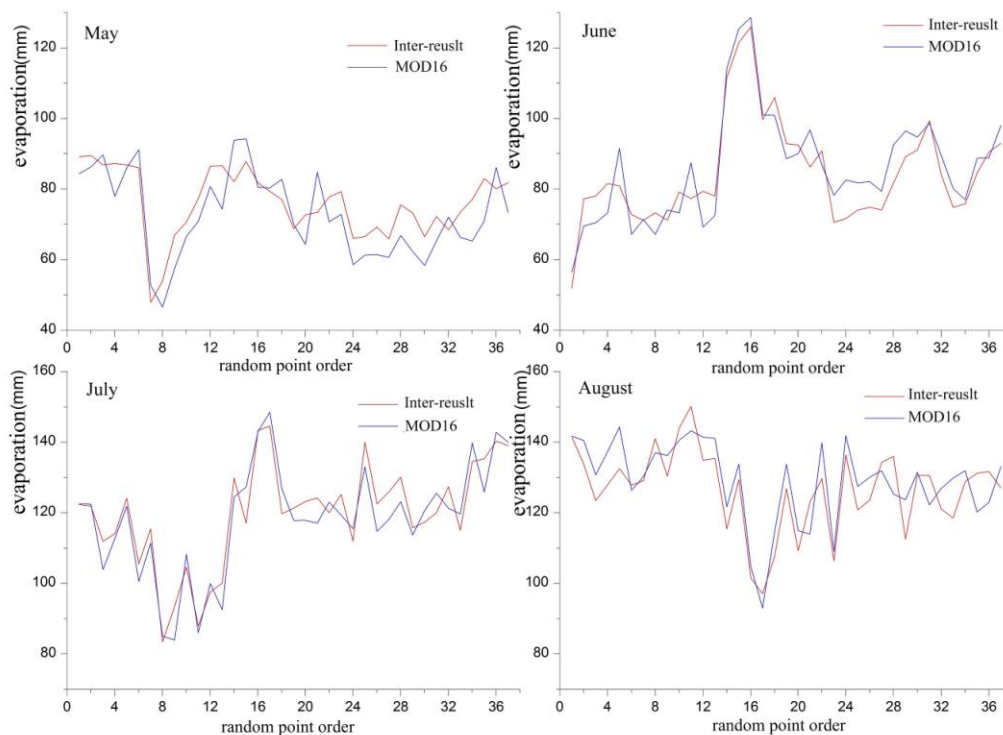 May
Inter-reuslt
MOD16
evaporation(mm)
120
100
80
60
40
0 4 8 12 16 20 24 28 32 36
random point order
June
Inter-reuslt
MOD16
evaporation(mm)
120
100
80
60
40
0 4 8 12 16 20 24 28 32 36
random point order
July
Inter-reuslt
MOD16
evaporation(mm)
160
140
120
100
80
0 4 8 12 16 20 24 28 32 36
random point order
August
Inter-reuslt
MOD16
evaporation (mm)
160
140
120
100
80
0 4 8 12 16 20 24 28 32 36
random point order